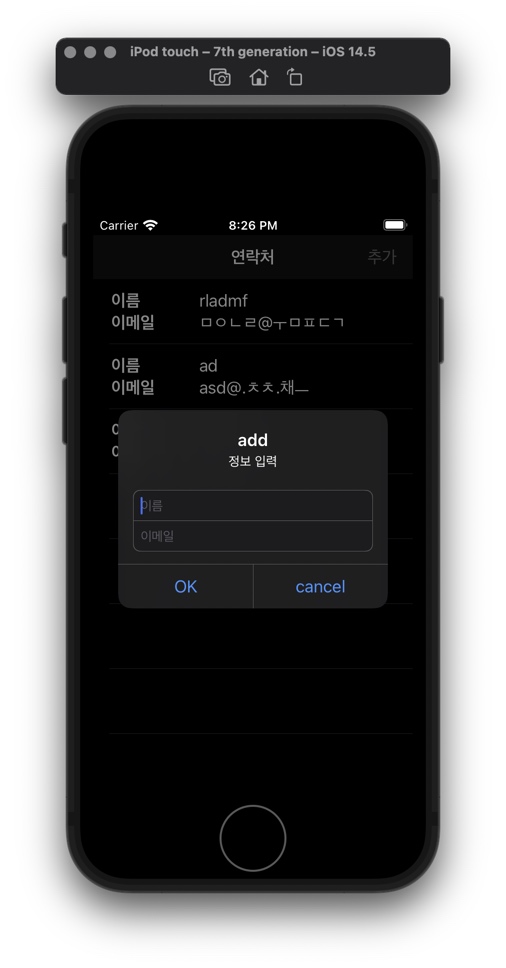 iPod touch – 7th generation – iOS 14.5
Carrier 8:26 PM
연락처 추가
이름 rladmf
이메일 ㅁㅇㄴㄹ@ㅜㅁㅍㄷㄱ
이름 ad
이메일 asd@.ㅊㅊ.채ㅡ
add
정보 입력
이름
이메일
OK cancel